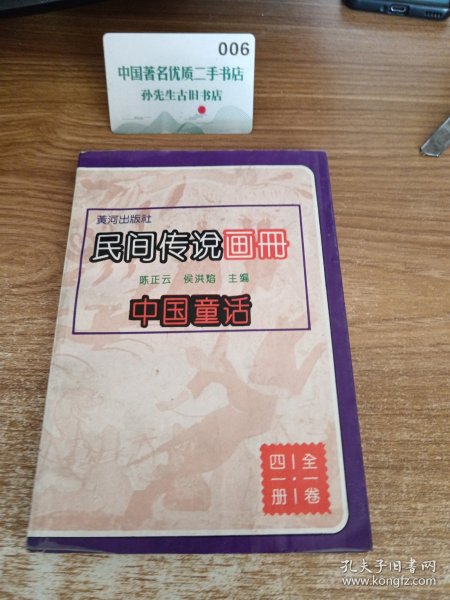 006
中国著名优质二手书店
孙先生古旧书店
黄河出版社
民间传说画册
陈正云 侯洪焰 主编
中国童话
全一卷
四一册
孔夫子旧书网
www.kongfz.com